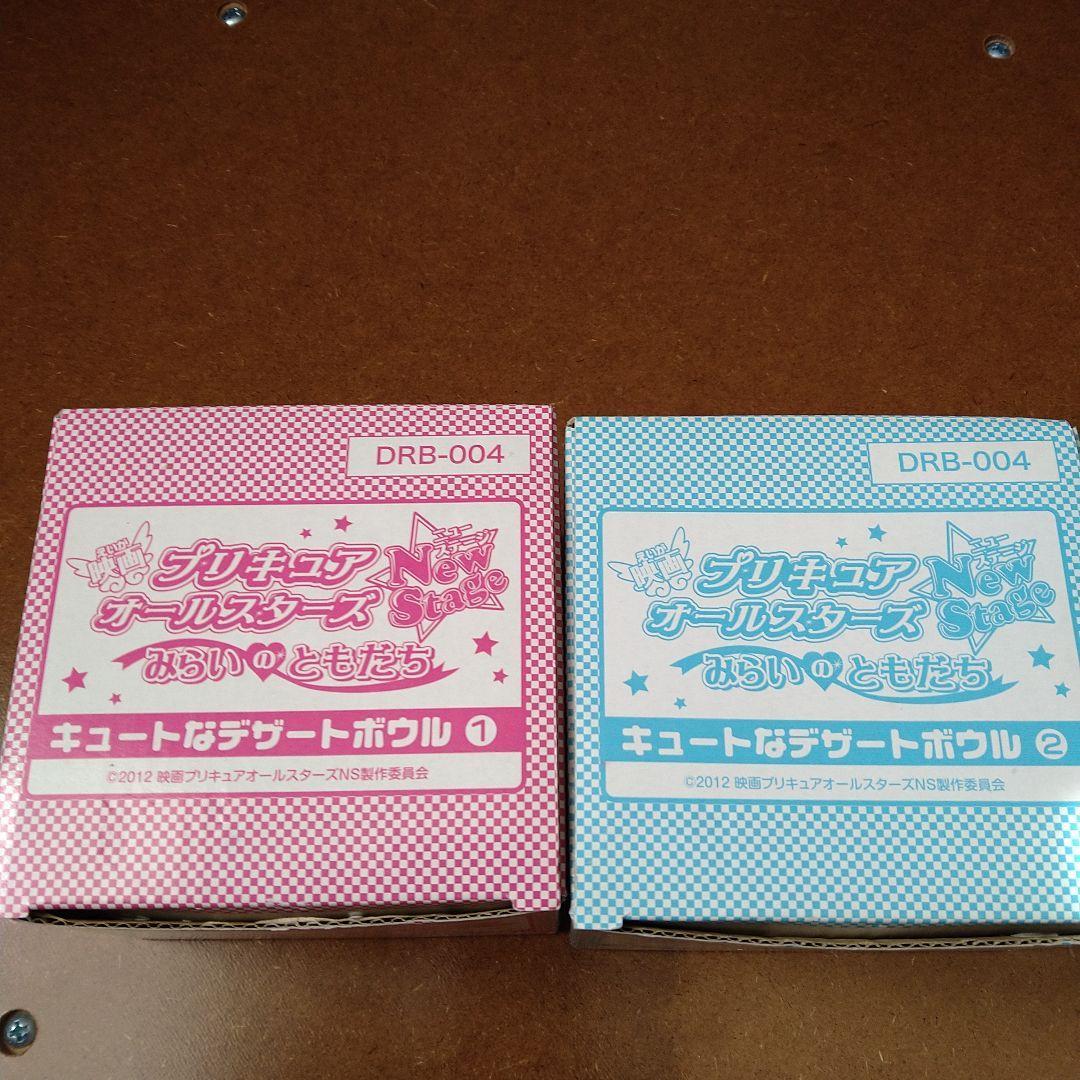 DRB-004
えいが
映画
プリキュア
オールスターズ
ニュー
ステージ
New
Stage
みらいのともだち
キュートなデザートボウル 1
©2012 映画プリキュアオールスターズNS製作委員会
DRB-004
えいが
映画
プリキュア
オールスターズ
ニュー
ステージ
New
Stage
みらいのともだち
キュートなデザートボウル 2
©2012 映画プリキュアオールスターズNS製作委員会